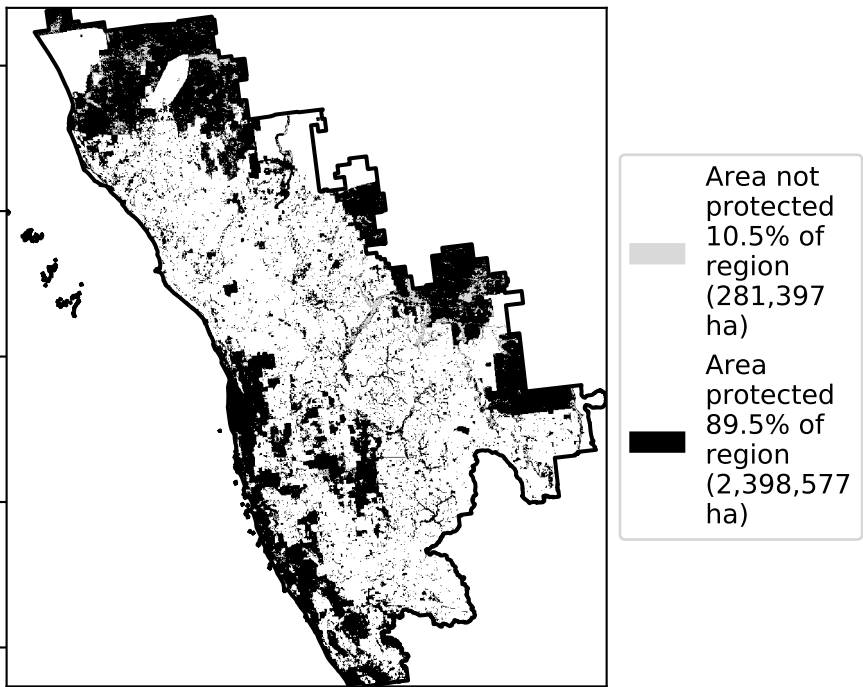 Area not
protected
10.5% of
region
(281,397
ha)
Area
protected
89.5% of
region
(2,398,577
ha)